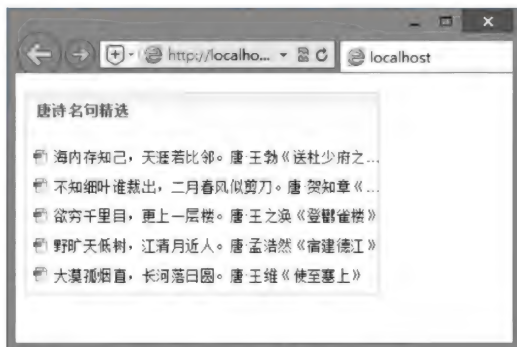 http://localho...
localhost
唐诗名句精选
海内存知己，天涯若比邻。唐·王勃《送杜少府之...
不知细叶谁裁出，二月春风似剪刀。唐·贺知章《...
欲穷千里目，更上一层楼。唐·王之涣《登鹳雀楼》
野旷天低树，江清月近人。唐·孟浩然《宿建德江》
大漠孤烟直，长河落日圆。唐·王维《使至塞上》